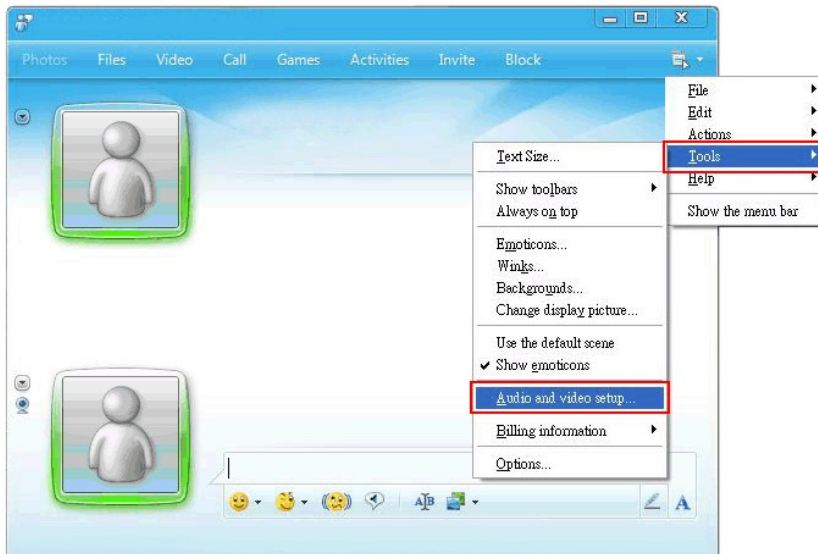 Photos Files Video Call Games Activities Invite Block
File
Edit
Actions
Tools
Help
Show the menu bar
Text Size...
Show toolbars
Always on top
Emoticons...
Winks...
Backgrounds...
Change display picture...
Use the default scene
Show emoticons
Audio and video setup...
Billing information
Options...